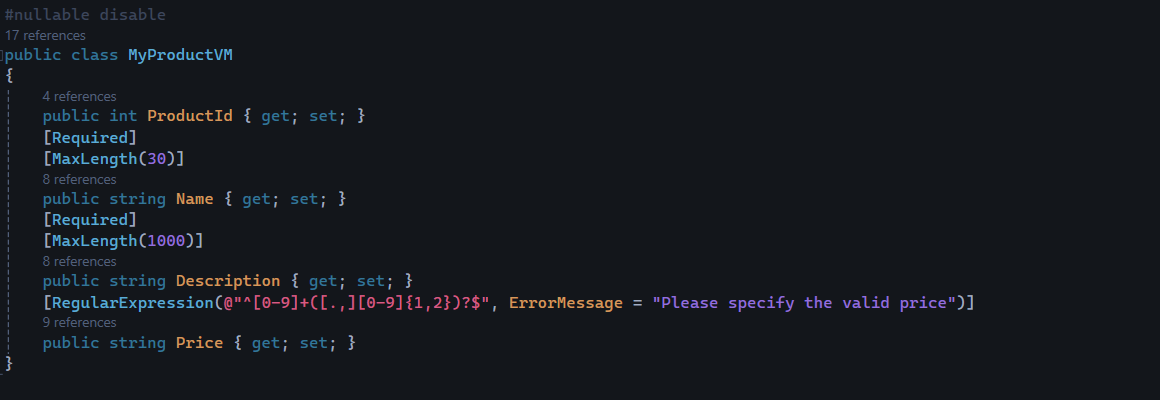 #nullable disable
17 references
public class MyProductVM
{
4 references
public int ProductId { get; set; }
[Required]
[MaxLength(30)]
8 references
public string Name { get; set; }
[Required]
[MaxLength(1000)]
8 references
public string Description { get; set; }
[RegularExpression(@"^[0-9]+([.,][0-9]{1,2})?$", ErrorMessage = "Please specify the valid price")]
9 references
public string Price { get; set; }
}